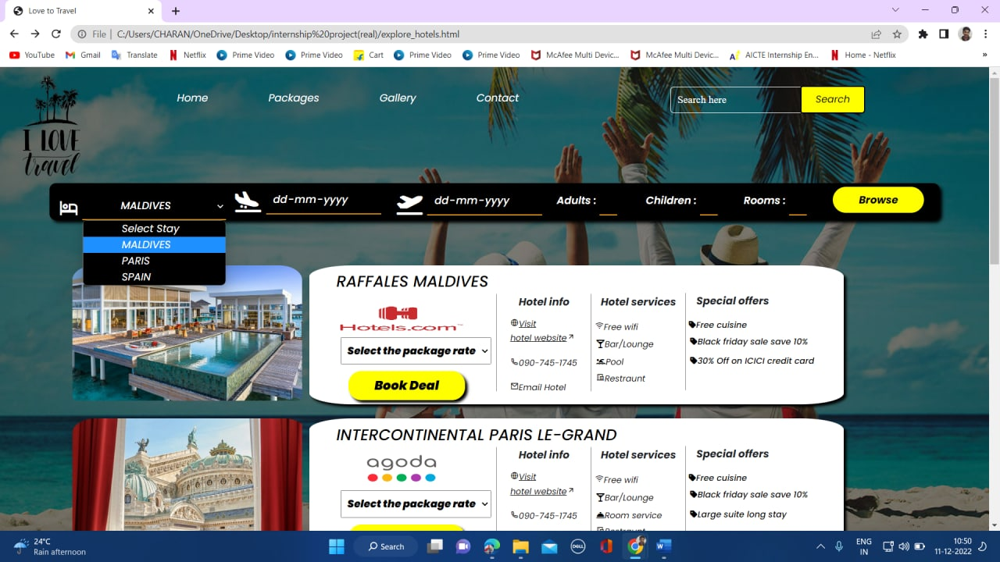 Love to Travel
File
C:/Users/CHARAN/OneDrive/Desktop/internship%20project(real)/explore_hotels.html
YouTube Gmail Translate Netflix Prime Video Prime Video Cart Prime Video Prime Video McAfee Multi Devic... McAfee Multi Devic... AICTE Internship En... Home - Netflix »
I LOVE
travel
Home Packages Gallery Contact
Search here Search
MALDIVES dd-mm-yyyy dd-mm-yyyy Adults : Children : Rooms : Browse
Select Stay
MALDIVES
PARIS
SPAIN
RAFFALES MALDIVES
Hotels.com
Select the package rate
Book Deal
Hotel info
Visit
hotel website
090-745-1745
Email Hotel
Hotel services
Free wifi
Bar/Lounge
Pool
Restraunt
Special offers
Free cuisine
Black friday sale save 10%
30% Off on ICICI credit card
INTERCONTINENTAL PARIS LE-GRAND
agoda
Select the package rate
Hotel info
Visit
hotel website
090-745-1745
Hotel services
Free wifi
Bar/Lounge
Room service
Restraunt
Special offers
Free cuisine
Black friday sale save 10%
Large suite long stay
24°C
Rain afternoon
Search
DELL
W
ENG
IN
10:50
11-12-2022